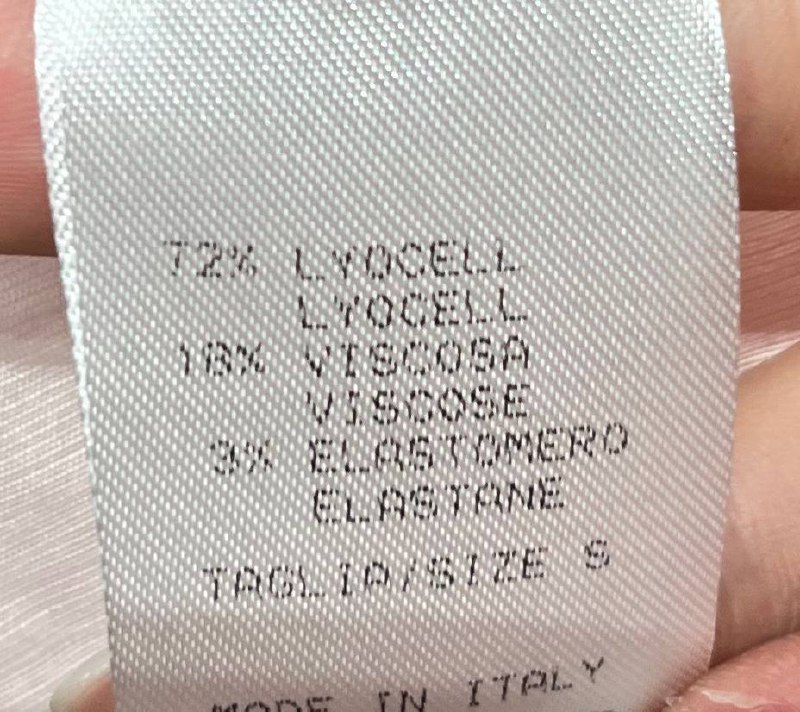 72% LYOCELL
LYOCELL
18% VISCOSA
VISCOSE
3% ELASTOMERO
ELASTANE
TAGLIA/SIZE S
MADE IN ITALY